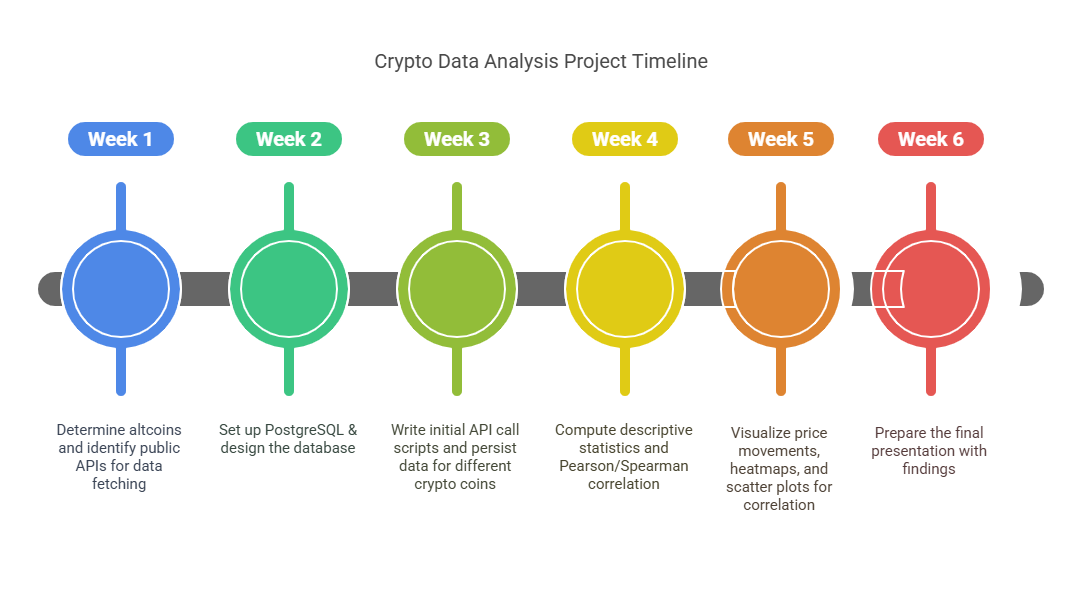 Crypto Data Analysis Project Timeline
Week 1
Week 2
Week 3
Week 4
Week 5
Week 6
Determine altcoins
and identify public
APIs for data
fetching
Set up PostgreSQL &
design the database
Write initial API call
scripts and persist
data for different
crypto coins
Compute descriptive
statistics and
Pearson/Spearman
correlation
Visualize price
movements,
heatmaps, and
scatter plots for
correlation
Prepare the final
presentation with
findings